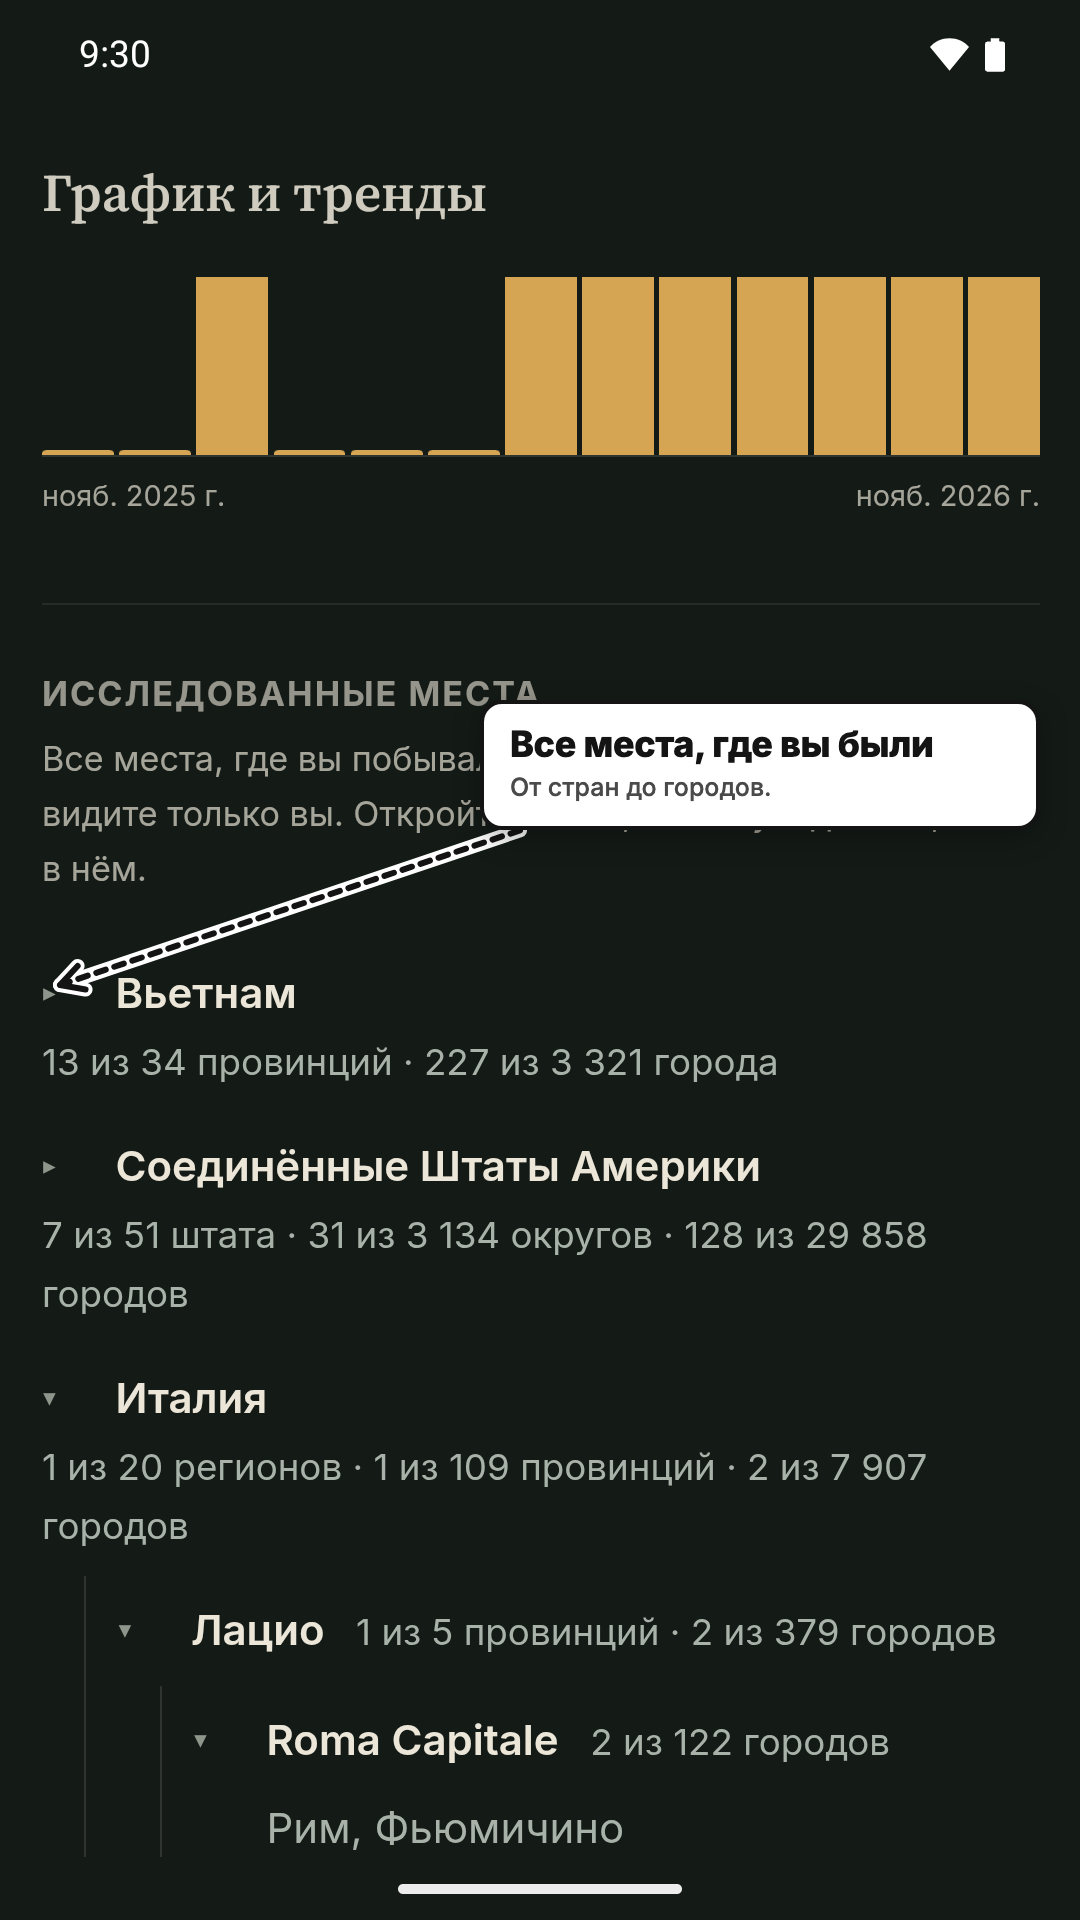 9:30
График и тренды
нояб. 2025 г.
нояб. 2026 г.
ИССЛЕДОВАННЫЕ МЕСТА
Все места, где вы
видите только вы.
в нём.
Все места, где вы были
От стран до городов.
Вьетнам
13 из 34 провинций · 227 из 3 321 города
Соединённые Штаты Америки
7 из 51 штата · 31 из 3 134 округов · 128 из 29 858
городов
Италия
1 из 20 регионов · 1 из 109 провинций · 2 из 7 907
городов
Лацио 1 из 5 провинций · 2 из 379 городов
Roma Capitale 2 из 122 городов
Рим, Фьюмичино